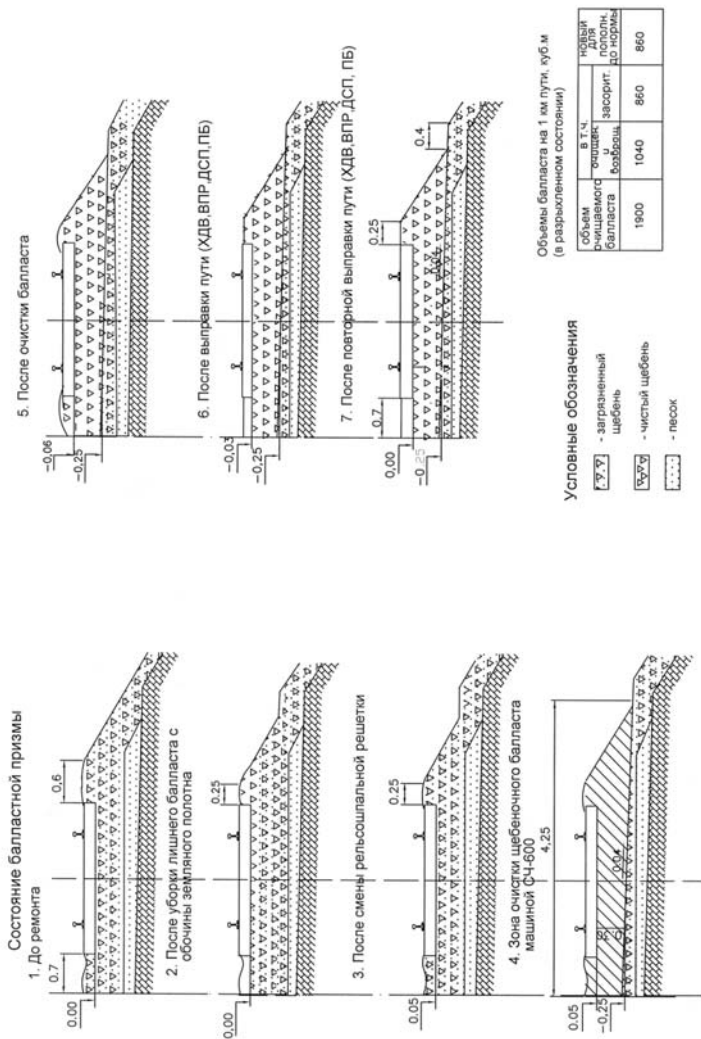 Состояние балластной призмы
1. До ремонта
0.00
0.7
0,6
2. После уборки лишнего балласта с
обочины земляного полотна
0,00
0.25
3. После смены рельсошпальной решетки
0.05
0.25
4. Зона очистки щебеночного балласта
машиной СЧ-600
4,25
0.05
−0,25
0.04
5. После очистки балласта
−0,06
−0,25
6. После выправки пути (ХДВ,ВПР,ДСП,ПБ)
−0,03
−0,25
7. После повторной выправки пути (ХДВ,ВПР,ДСП, ПБ)
0,00
−0.25
0.7
0.25
0.4
0.04
Условные обозначения
- загрязненный
щебень
- чистый щебень
- песок
Объемы балласта на 1 км пути, куб.м
(в разрыхленном состоянии)
объем
очищаемого
балласта
в т.ч.
очищен.
и
возвращ.
засорит.
новый
для
пополн.
до нормы
1900
1040
860
860